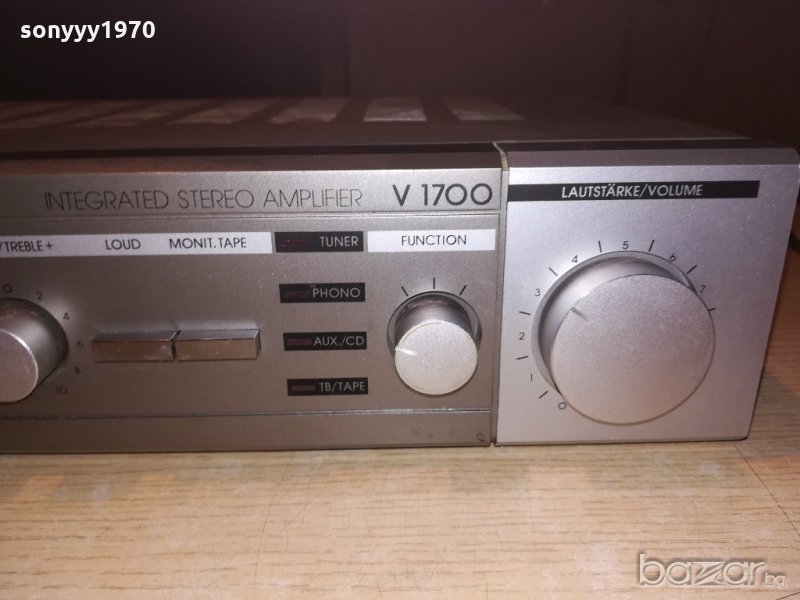 sonyyy1970
INTEGRATED STEREO AMPLIFIER V 1700
LAUTSTÄRKE/VOLUME
/TREBLE + LOUD MONIT. TAPE TUNER FUNCTION
PHONO
AUX./CD
TB/TAPE
0 2 4 6 8 10
0 1 2 3 4 5 6 7
bazar.bg